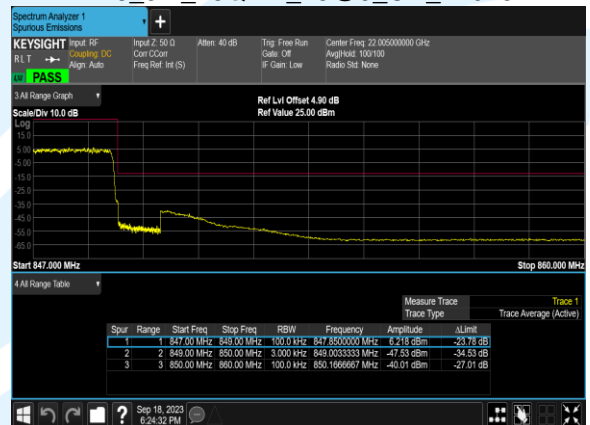 Spectrum Analyzer 1
Spurious Emissions
KEYSIGHT Input: RF Input Z: 50 Ω Atten: 40 dB Trig: Free Run Center Freq: 22.005000000 GHz
RLT Coupling: DC Corr CCorr Gate: Off Avg|Hold: 100/100
Align: Auto Freq Ref: Int (S) IF Gain: Low Radio Std: None
PASS
3 All Range Graph
Ref Lvl Offset 4.90 dB
Scale/Div 10.0 dB Ref Value 25.00 dBm
Log
15.0
5.00
-5.00
-15.0
-25.0
-35.0
-45.0
-55.0
-65.0
Start 847.000 MHz Stop 860.000 MHz
4 All Range Table
Measure Trace Trace 1
Trace Type Trace Average (Active)
Spur Range Start Freq Stop Freq RBW Frequency Amplitude ΔLimit
1 1 847.00 MHz 849.00 MHz 100.0 kHz 847.8500000 MHz 6.218 dBm -23.78 dB
2 2 849.00 MHz 850.00 MHz 3.000 kHz 849.0033333 MHz -47.53 dBm -34.53 dB
3 3 850.00 MHz 860.00 MHz 100.0 kHz 850.1666667 MHz -40.01 dBm -27.01 dB
?
Sep 18, 2023
6:24:32 PM